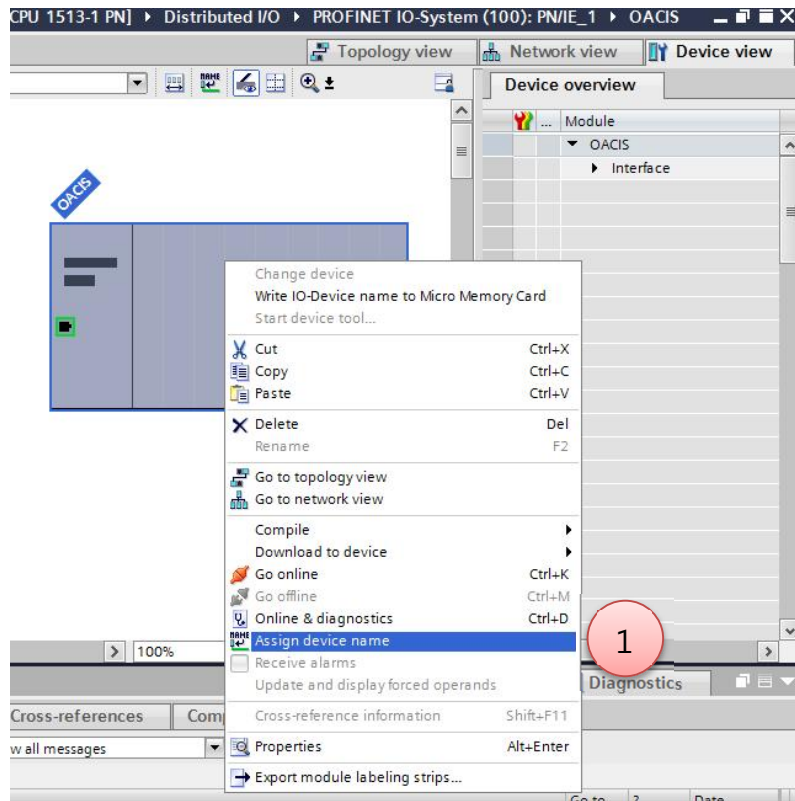 CPU 1513-1 PN] ▸ Distributed I/O ▸ PROFINET IO-System (100): PN/IE_1 ▸ OACIS
Topology view
Network view
Device view
NAME
Device overview
... Module
OACIS
Interface
OACIS
Change device
Write IO-Device name to Micro Memory Card
Start device tool...
Cut Ctrl+X
Copy Ctrl+C
Paste Ctrl+V
Delete Del
Rename F2
Go to topology view
Go to network view
Compile
Download to device
Go online Ctrl+K
Go offline Ctrl+M
Online & diagnostics Ctrl+D
NAME Assign device name
1
100%
Receive alarms
Update and display forced operands
Diagnostics
Cross-references
Cross-reference information Shift+F11
w all messages
Properties Alt+Enter
Export module labeling strips...
Go to ? Date